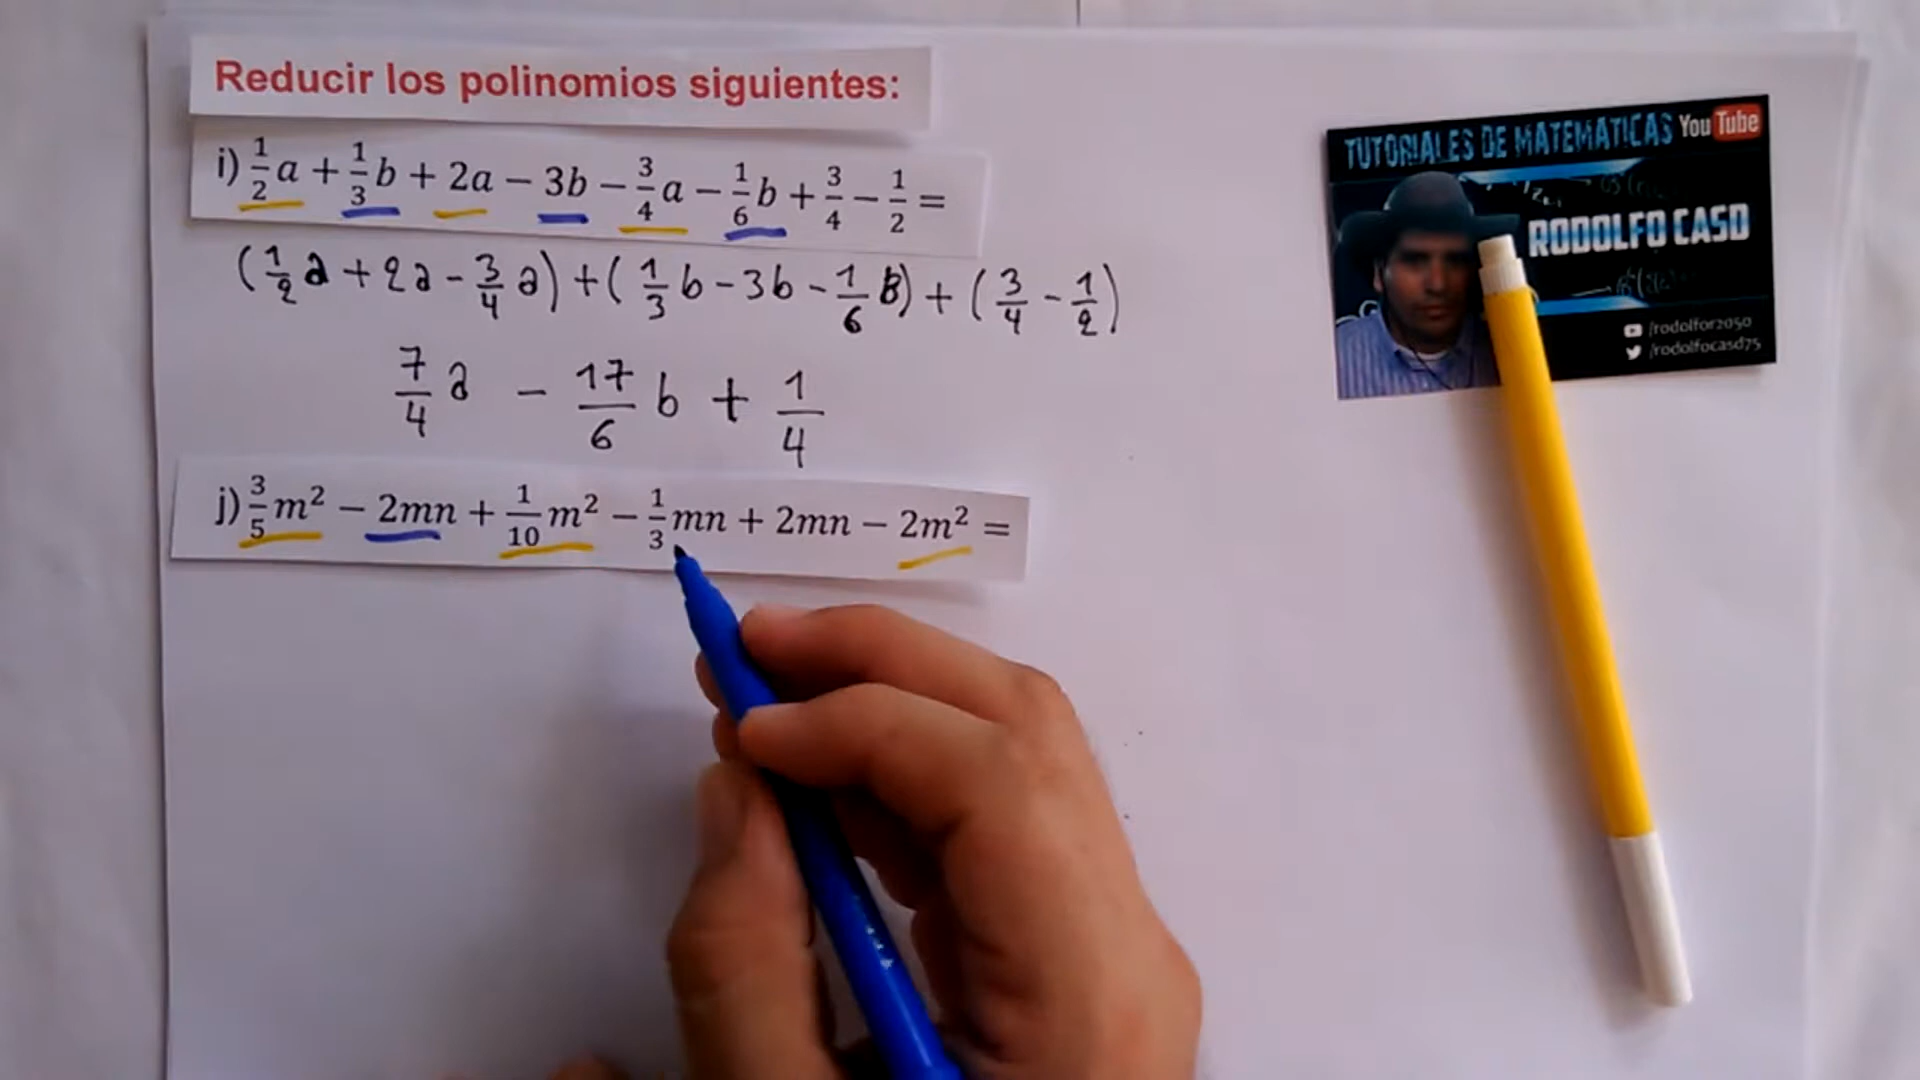 Reducir los polinomios siguientes:
i) 1/2 a + 1/3 b + 2a − 3b − 3/4 a − 1/6 b + 3/4 − 1/2 =
(1/2 a + 2a - 3/4 a) + (1/3 b - 3b - 1/6 b) + (3/4 - 1/2)
7/4 a - 17/6 b + 1/4
j) 3/5 m² − 2mn + 1/10 m² − 1/3 mn + 2mn − 2m² =
TUTORIALES DE MATEMATICAS YouTube
RODOLFO CASD
/rodolfor2050
/rodolfocasd75